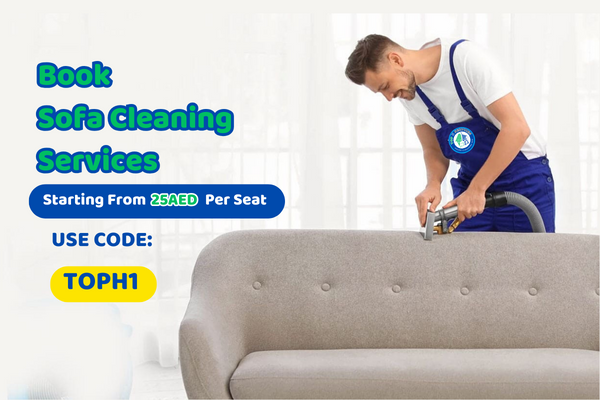 Book
Sofa Cleaning
Services
Starting From 25AED Per Seat
USE CODE:
TOPH1